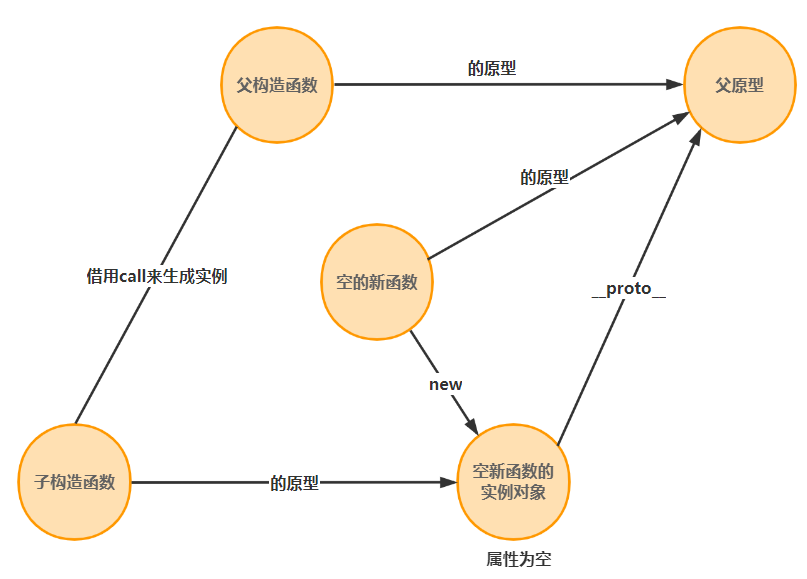 的原型
父构造函数
父原型
的原型
借用call来生成实例
空的新函数
__proto__
new
子构造函数
的原型
空新函数的
实例对象
属性为空